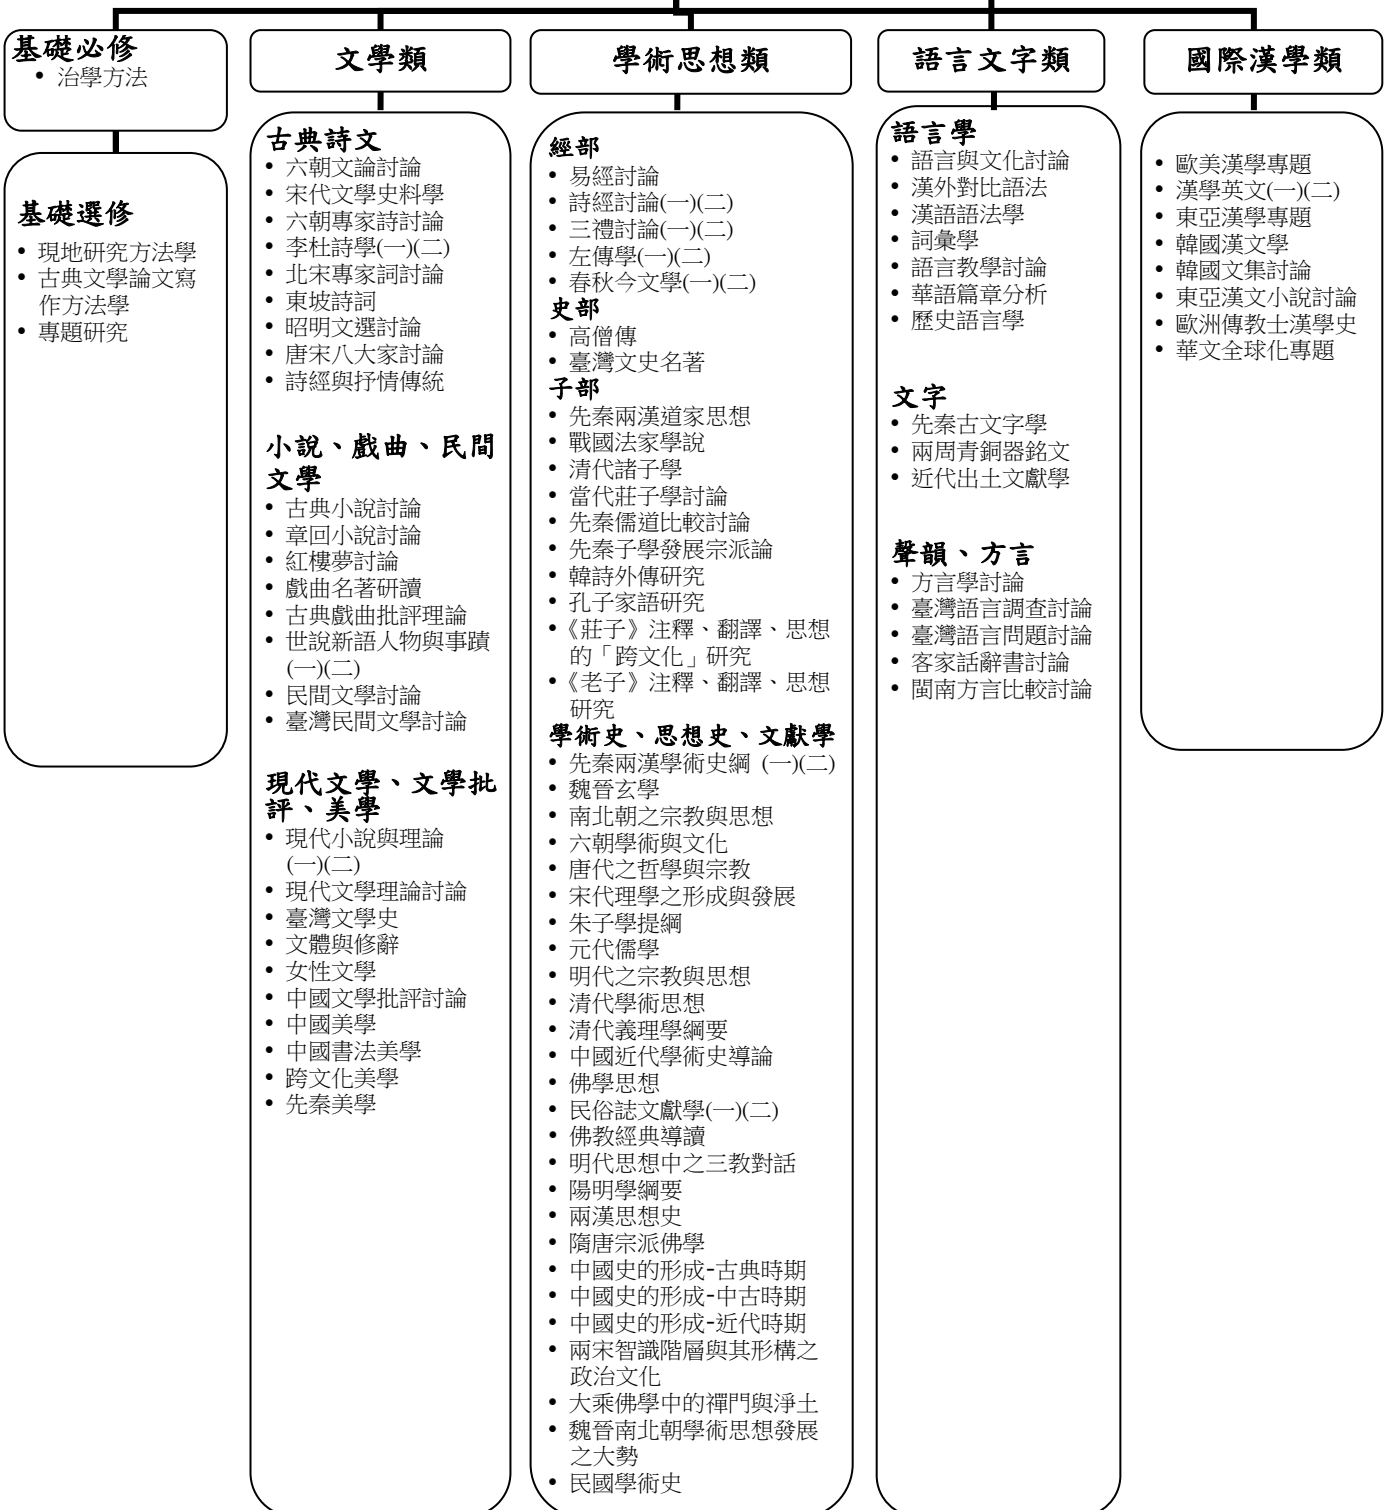 基礎必修
• 治學方法
基礎選修
• 現地研究方法學
• 古典文學論文寫
作方法學
• 專題研究
文學類
古典詩文
• 六朝文論討論
• 宋代文學史料學
• 六朝專家詩討論
• 李杜詩學(一)(二)
• 北宋專家詞討論
• 東坡詩詞
• 昭明文選討論
• 唐宋八大家討論
• 詩經與抒情傳統
小說、戲曲、民間
文學
• 古典小說討論
• 章回小說討論
• 紅樓夢討論
• 戲曲名著研讀
• 古典戲曲批評理論
• 世說新語人物與事蹟
(一)(二)
• 民間文學討論
• 臺灣民間文學討論
現代文學、文學批
評、美學
• 現代小說與理論
(一)(二)
• 現代文學理論討論
• 臺灣文學史
• 文體與修辭
• 女性文學
• 中國文學批評討論
• 中國美學
• 中國書法美學
• 跨文化美學
• 先秦美學
學術思想類
經部
• 易經討論
• 詩經討論(一)(二)
• 三禮討論(一)(二)
• 左傳學(一)(二)
• 春秋今文學(一)(二)
史部
• 高僧傳
• 臺灣文史名著
子部
• 先秦兩漢道家思想
• 戰國法家學說
• 清代諸子學
• 當代莊子學討論
• 先秦儒道比較討論
• 先秦子學發展宗派論
• 韓詩外傳研究
• 孔子家語研究
•《莊子》注釋、翻譯、思想
的「跨文化」研究
•《老子》注釋、翻譯、思想
研究
學術史、思想史、文獻學
• 先秦兩漢學術史綱 (一)(二)
• 魏晉玄學
• 南北朝之宗教與思想
• 六朝學術與文化
• 唐代之哲學與宗教
• 宋代理學之形成與發展
• 朱子學提綱
• 元代儒學
• 明代之宗教與思想
• 清代學術思想
• 清代義理學綱要
• 中國近代學術史導論
• 佛學思想
• 民俗誌文獻學(一)(二)
• 佛教經典導讀
• 明代思想中之三教對話
• 陽明學綱要
• 兩漢思想史
• 隋唐宗派佛學
• 中國史的形成-古典時期
• 中國史的形成-中古時期
• 中國史的形成-近代時期
• 兩宋智識階層與其形構之
政治文化
• 大乘佛學中的禪門與淨土
• 魏晉南北朝學術思想發展
之大勢
• 民國學術史
語言文字類
語言學
• 語言與文化討論
• 漢外對比語法
• 漢語語法學
• 詞彙學
• 語言教學討論
• 華語篇章分析
• 歷史語言學
文字
• 先秦古文字學
• 兩周青銅器銘文
• 近代出土文獻學
聲韻、方言
• 方言學討論
• 臺灣語言調查討論
• 臺灣語言問題討論
• 客家話辭書討論
• 閩南方言比較討論
國際漢學類
• 歐美漢學專題
• 漢學英文(一)(二)
• 東亞漢學專題
• 韓國漢文學
• 韓國文集討論
• 東亞漢文小說討論
• 歐洲傳教士漢學史
• 華文全球化專題